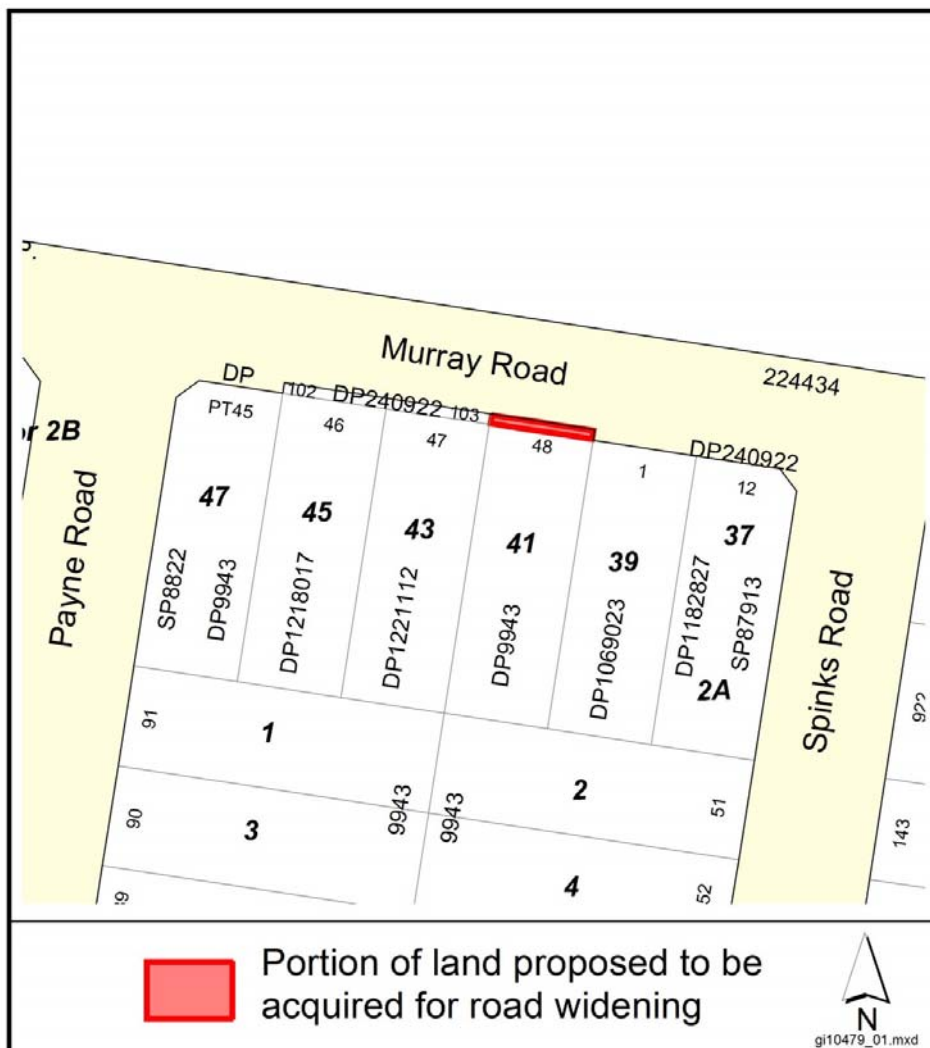 P.
Murray Road
224434
DP
102
DP240922
103
PT45
46
47
48
1
DP240922
12
or 2B
47
45
43
41
39
37
Payne Road
SP8822
DP9943
DP1218017
DP1221112
DP9943
DP1069023
DP1182827
SP87913
2A
Spinks Road
922
91
1
2
51
143
90
3
9943
9943
4
52
Portion of land proposed to be
acquired for road widening
N
gi10479_01.mxd